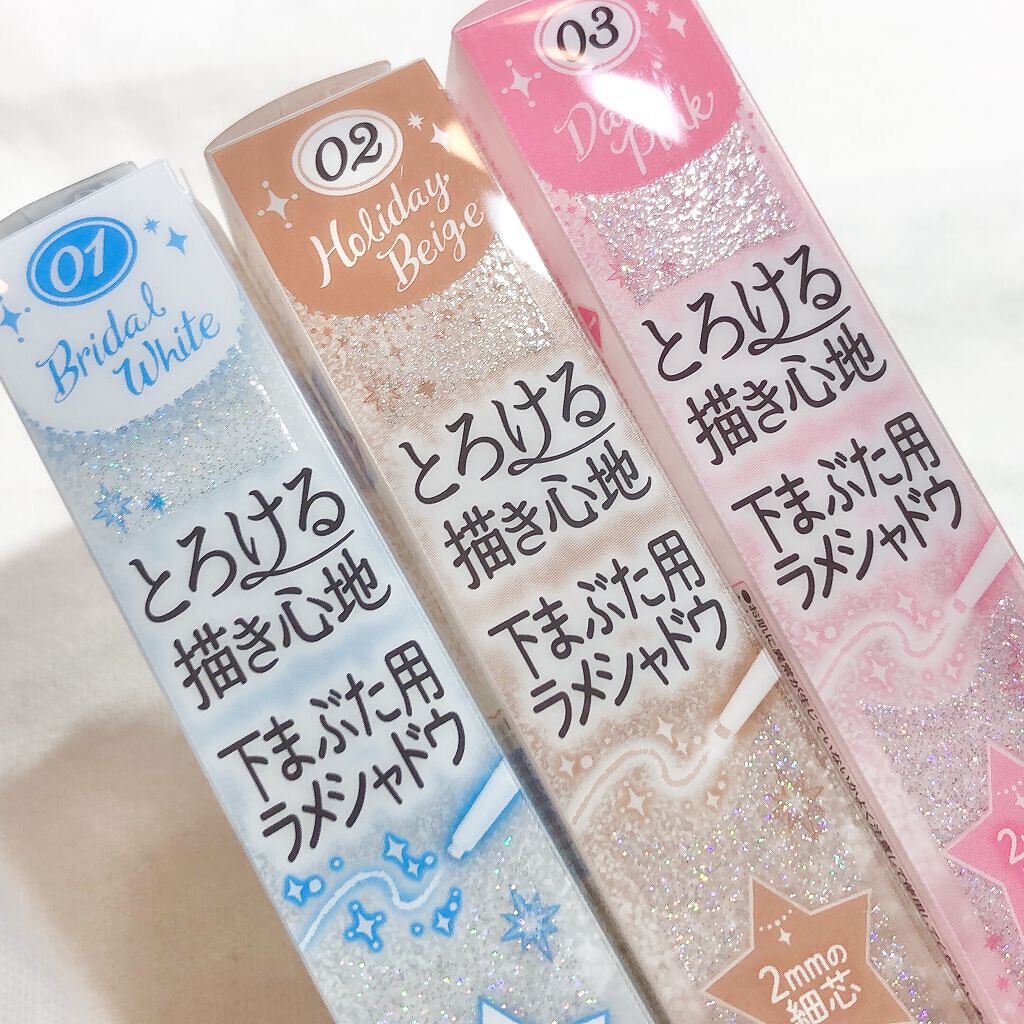 01
Bridal
White
とろける
描き心地
下まぶた用
ラメシャドウ
02
Holiday
Beige
とろける
描き心地
下まぶた用
ラメシャドウ
2mmの
細芯
03
Pink
とろける
描き心地
下まぶた用
ラメシャドウ